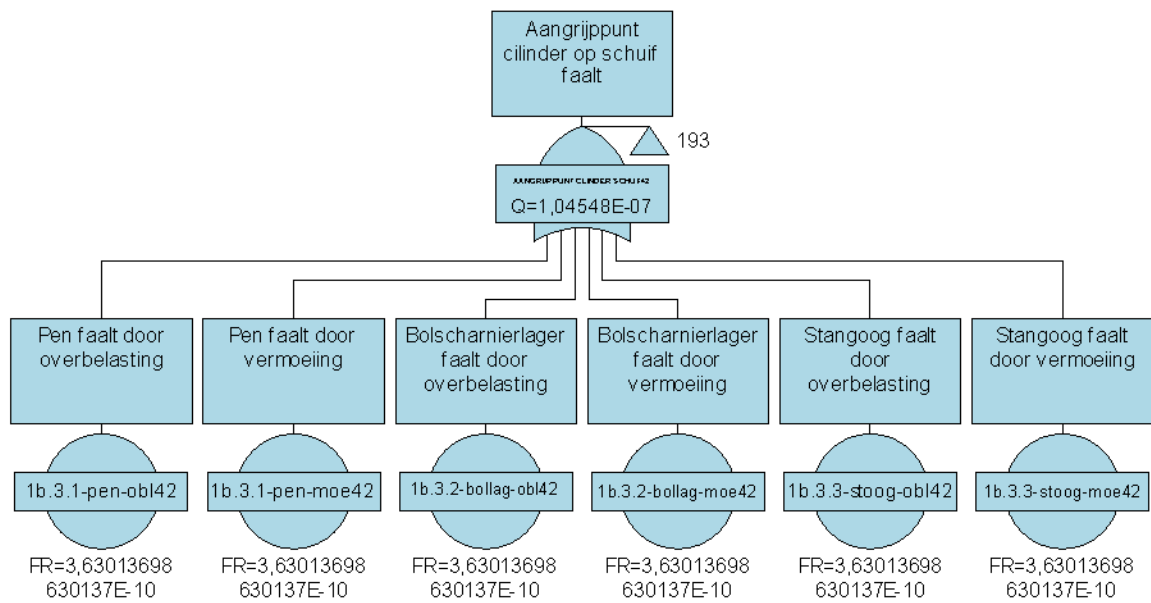 Aangrijppunt
cilinder op schuif
faalt
193
AANGRIJPPUNT CILINDER SCHUIF42
Q=1,04548E-07
Pen faalt door
overbelasting
Pen faalt door
vermoeiing
Bolscharnierlager
faalt door
overbelasting
Bolscharnierlager
faalt door
vermoeiing
Stangoog faalt
door
overbelasting
Stangoog faalt
door vermoeiing
1b.3.1-pen-obl42
1b.3.1-pen-moe42
1b.3.2-bollag-obl42
1b.3.2-bollag-moe42
1b.3.3-stoog-obl42
1b.3.3-stoog-moe42
FR=3,63013698
630137E-10
FR=3,63013698
630137E-10
FR=3,63013698
630137E-10
FR=3,63013698
630137E-10
FR=3,63013698
630137E-10
FR=3,63013698
630137E-10